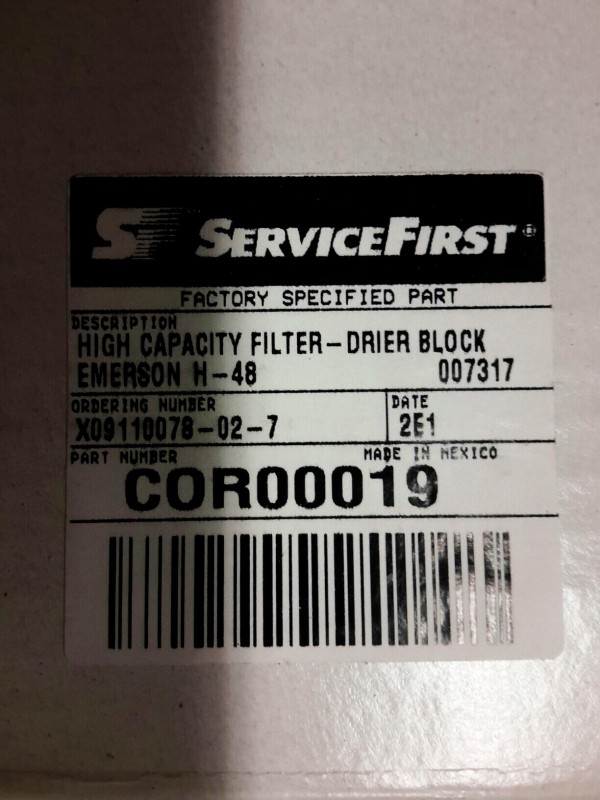 ST SERVICEFIRST®
FACTORY SPECIFIED PART
DESCRIPTION
HIGH CAPACITY FILTER-DRIER BLOCK
EMERSON H-48 007317
ORDERING NUMBER DATE
X09110078-02-7 2E1
PART NUMBER MADE IN MEXICO
COR00019